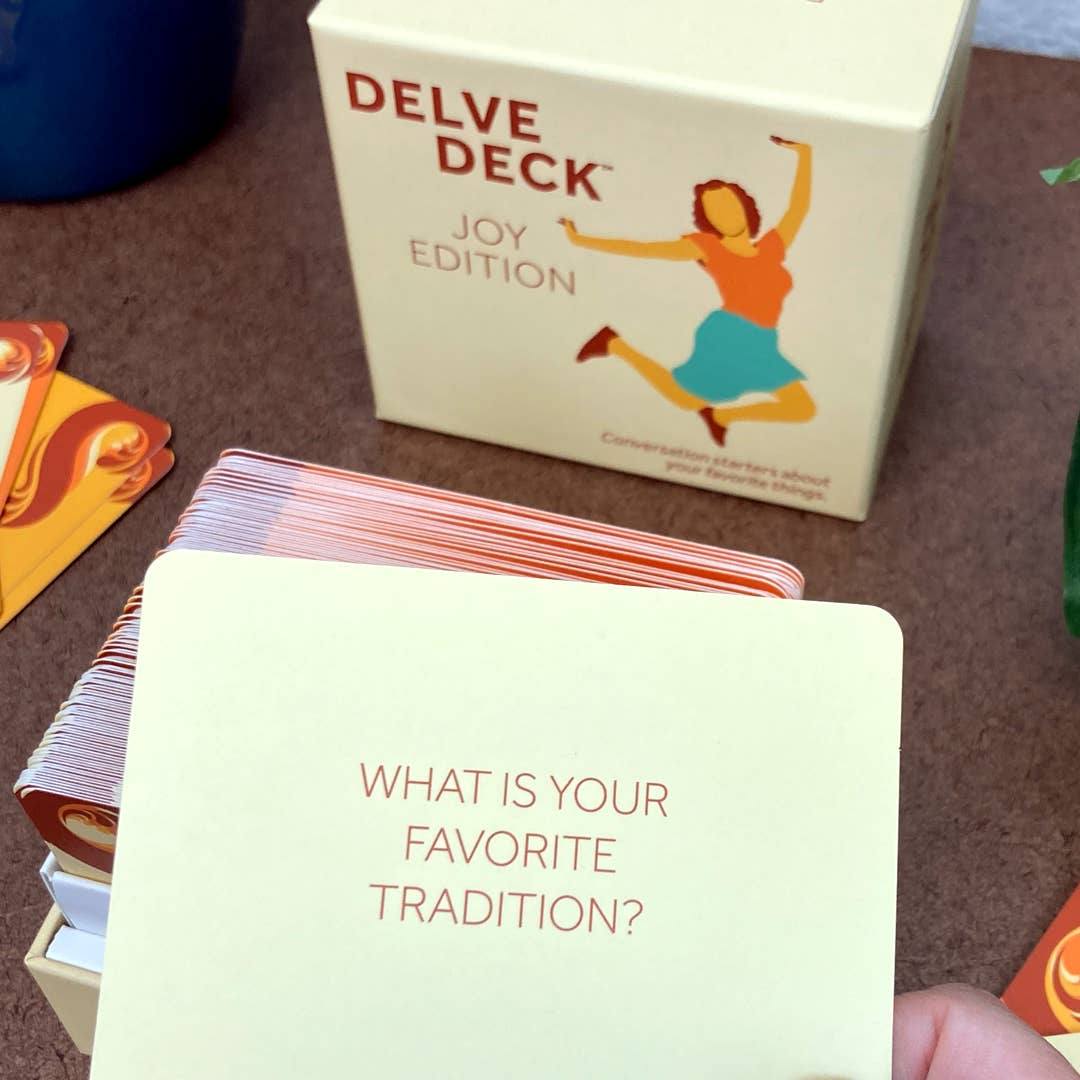 DELVE
DECK™
JOY
EDITION
Conversation starters about
your favorite things.
WHAT IS YOUR
FAVORITE
TRADITION?